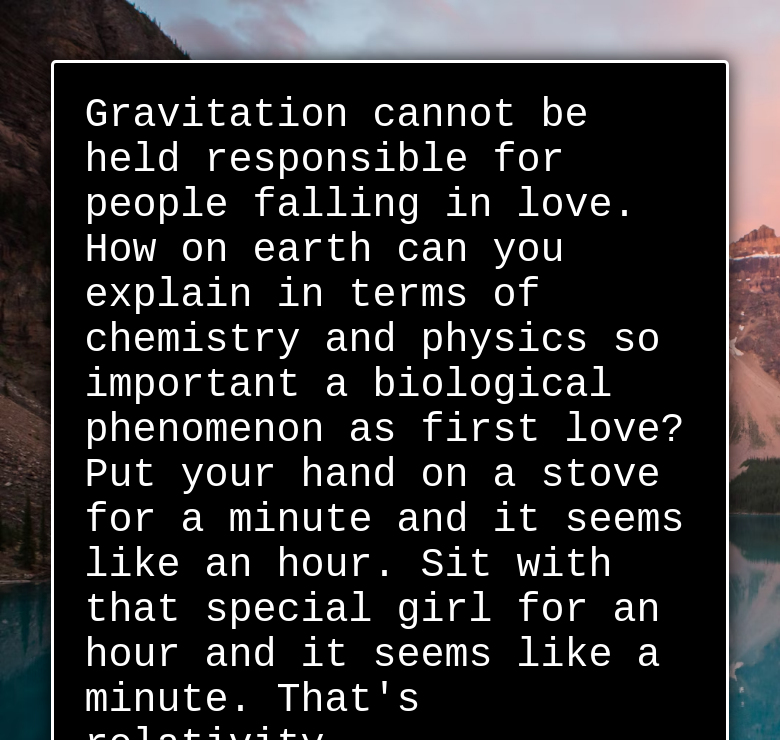 Gravitation cannot be
held responsible for
people falling in love.
How on earth can you
explain in terms of
chemistry and physics so
important a biological
phenomenon as first love?
Put your hand on a stove
for a minute and it seems
like an hour. Sit with
that special girl for an
hour and it seems like a
minute. That's
relativity.